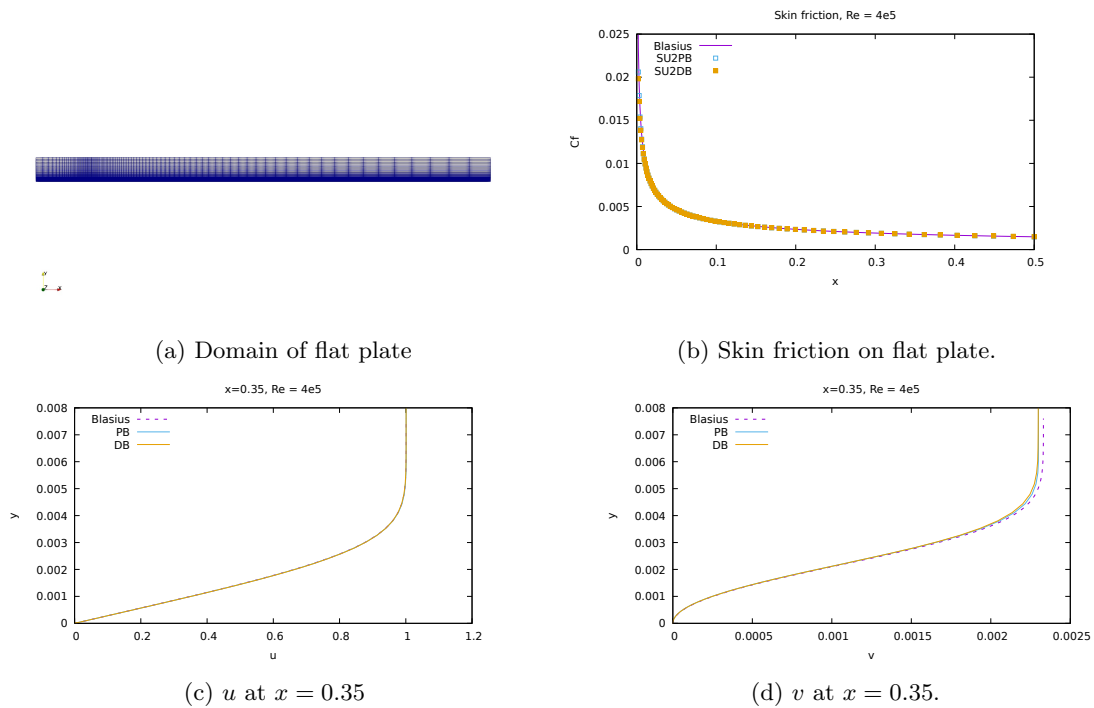 Y
Z
X
(a) Domain of flat plate
Skin friction, Re = 4e5
Blasius
SU2PB
SU2DB
0.025
0.02
0.015
0.01
0.005
0
Cf
0
0.1
0.2
0.3
0.4
0.5
x
(b) Skin friction on flat plate.
x=0.35, Re = 4e5
Blasius
PB
DB
0.008
0.007
0.006
0.005
0.004
0.003
0.002
0.001
0
y
0
0.2
0.4
0.6
0.8
1
1.2
u
(c) u at x = 0.35
x=0.35, Re = 4e5
Blasius
PB
DB
0.008
0.007
0.006
0.005
0.004
0.003
0.002
0.001
0
y
0
0.0005
0.001
0.0015
0.002
0.0025
v
(d) v at x = 0.35.